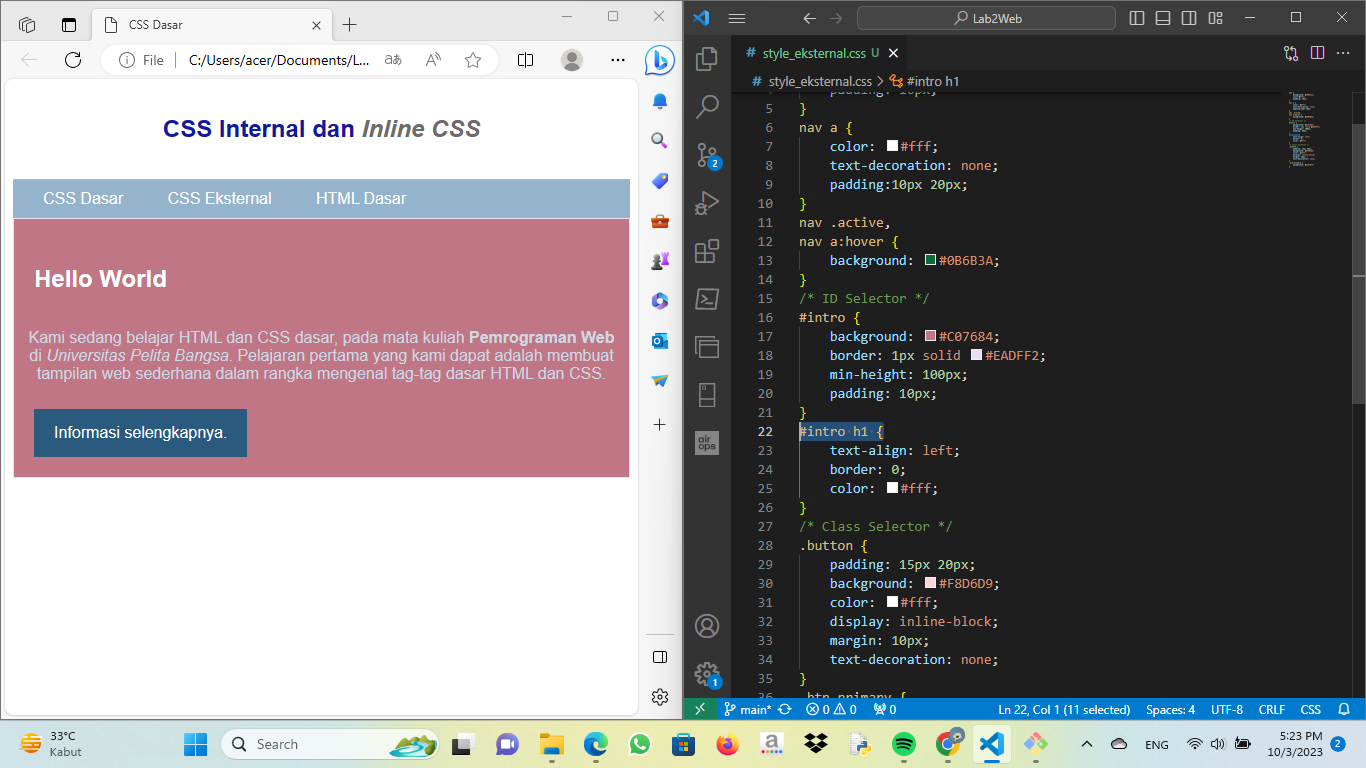 CSS Dasar
File
C:/Users/acer/Documents/L...
CSS Internal dan Inline CSS
CSS Dasar
CSS Eksternal
HTML Dasar
Hello World
Kami sedang belajar HTML dan CSS dasar, pada mata kuliah Pemrograman Web
di Universitas Pelita Bangsa. Pelajaran pertama yang kami dapat adalah membuat
tampilan web sederhana dalam rangka mengenal tag-tag dasar HTML dan CSS.
Informasi selengkapnya.
Lab2Web
# style_eksternal.css U
# style_eksternal.css > #intro h1
5 }
6 nav a {
7 color: #fff;
8 text-decoration: none;
9 padding:10px 20px;
10 }
11 nav .active,
12 nav a:hover {
13 background: #0B6B3A;
14 }
15 /* ID Selector */
16 #intro {
17 background: #C07684;
18 border: 1px solid #EADFF2;
19 min-height: 100px;
20 padding: 10px;
21 }
22 #intro h1 {
23 text-align: left;
24 border: 0;
25 color: #fff;
26 }
27 /* Class Selector */
28 .button {
29 padding: 15px 20px;
30 background: #F8D6D9;
31 color: #fff;
32 display: inline-block;
33 margin: 10px;
34 text-decoration: none;
35 }
2
air
ops
1
main* 0 0 0
Ln 22, Col 1 (11 selected) Spaces: 4 UTF-8 CRLF CSS
33°C
Kabut
Search
ENG
5:23 PM
10/3/2023
2